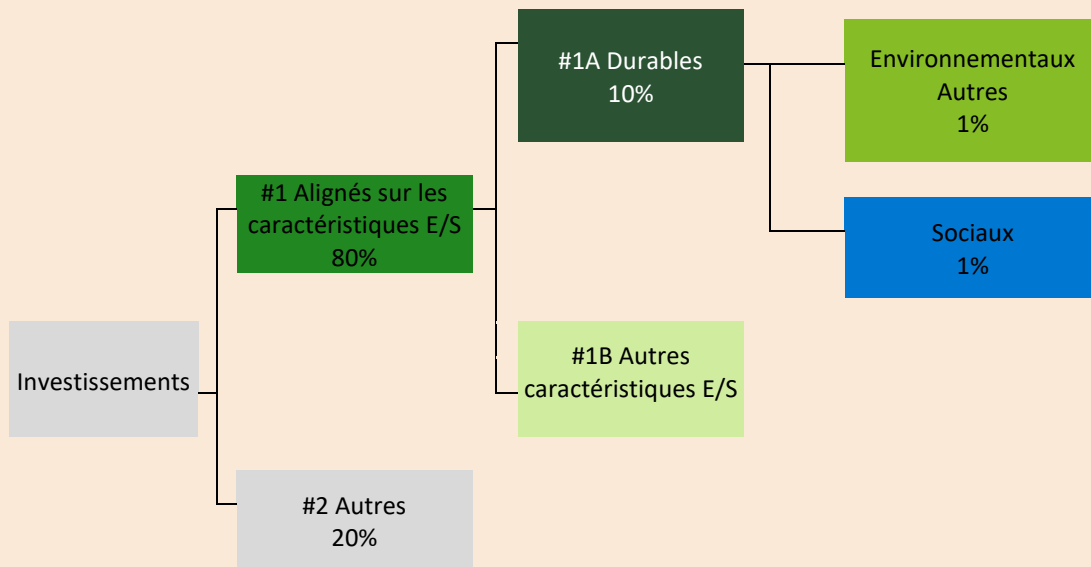 #1A Durables
10%
Environnementaux
Autres
1%
#1 Alignés sur les
caractéristiques E/S
80%
Sociaux
1%
Investissements
#1B Autres
caractéristiques E/S
#2 Autres
20%